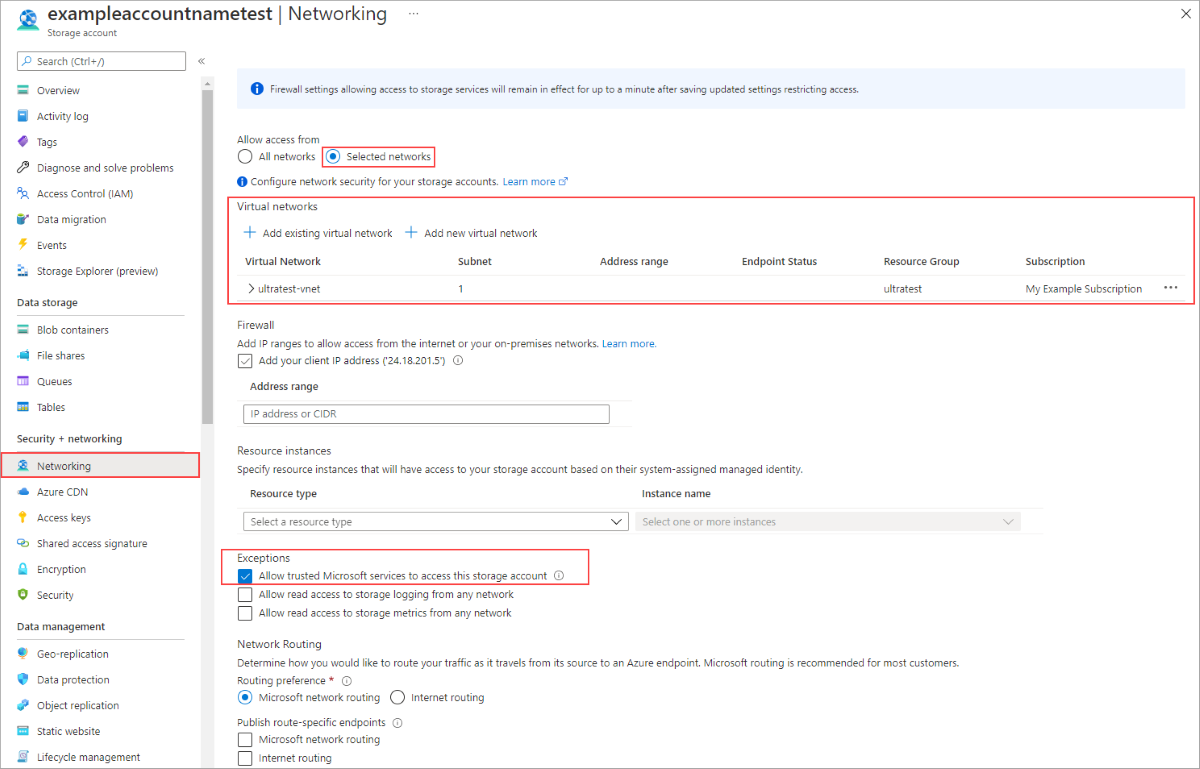 exampleaccountnametest | Networking ...
Storage account
Search (Ctrl+/)
«
Overview
Activity log
Tags
Diagnose and solve problems
Access Control (IAM)
Data migration
Events
Storage Explorer (preview)
Data storage
Blob containers
File shares
Queues
Tables
Security + networking
Networking
Azure CDN
Access keys
Shared access signature
Encryption
Security
Data management
Geo-replication
Data protection
Object replication
Static website
Lifecycle management
Firewall settings allowing access to storage services will remain in effect for up to a minute after saving updated settings restricting access.
Allow access from
All networks Selected networks
Configure network security for your storage accounts. Learn more
Virtual networks
Add existing virtual network Add new virtual network
Virtual Network Subnet Address range Endpoint Status Resource Group Subscription
ultratest-vnet 1 ultratest My Example Subscription ...
Firewall
Add IP ranges to allow access from the internet or your on-premises networks. Learn more.
Add your client IP address ('24.18.201.5')
Address range
IP address or CIDR
Resource instances
Specify resource instances that will have access to your storage account based on their system-assigned managed identity.
Resource type Instance name
Select a resource type Select one or more instances
Exceptions
Allow trusted Microsoft services to access this storage account
Allow read access to storage logging from any network
Allow read access to storage metrics from any network
Network Routing
Determine how you would like to route your traffic as it travels from its source to an Azure endpoint. Microsoft routing is recommended for most customers.
Routing preference *
Microsoft network routing Internet routing
Publish route-specific endpoints
Microsoft network routing
Internet routing